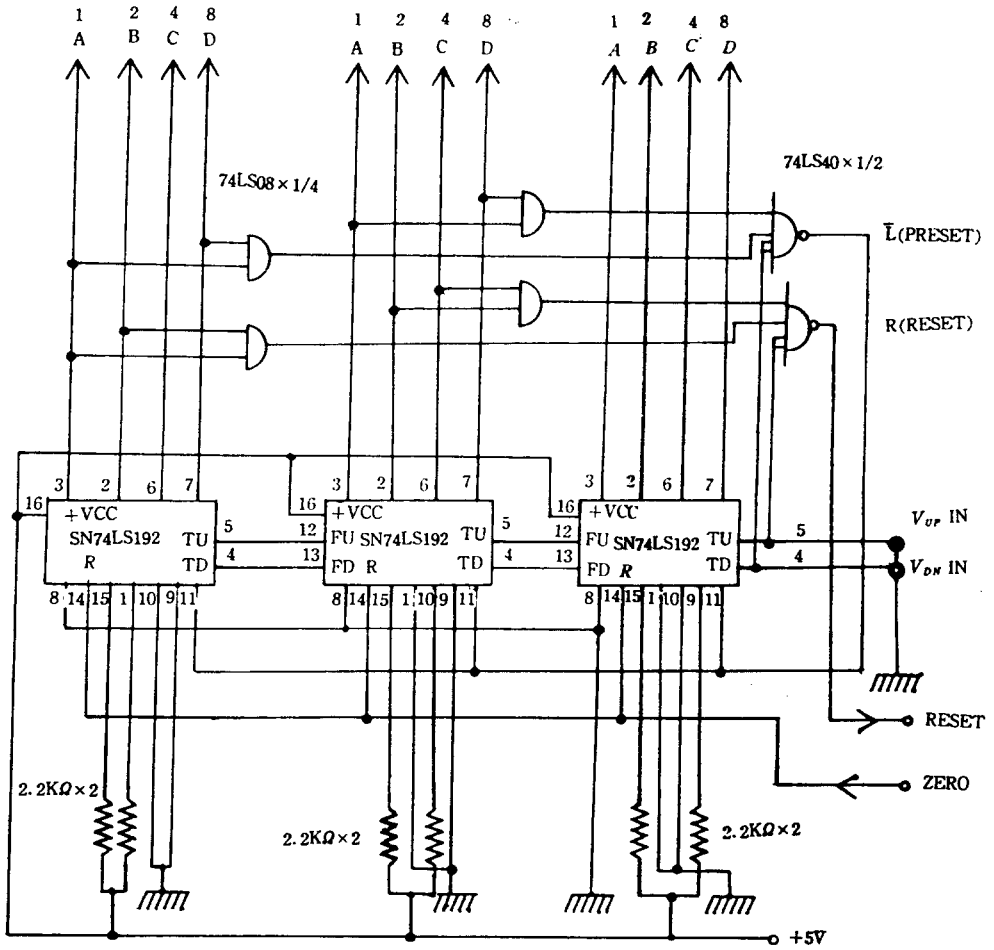 1 2 4 8 1 2 4 8 1 2 4 8
A B C D A B C D A B C D
74LS08×1/4
74LS40×1/2
L̄(PRESET)
R(RESET)
3 2 6 7 3 2 6 7 3 2 6 7
16 +VCC 16 +VCC 16 +VCC
SN74LS192 TU 5 12 FU SN74LS192 TU 5 12 FU SN74LS192 TU 5 V_UP IN
R TD 4 13 FD R TD 4 13 FD R TD 4 V_DN IN
8 14 15 1 10 9 11 8 14 15 1 10 9 11 8 14 15 1 10 9 11
RESET
ZERO
2.2KΩ×2
2.2KΩ×2
2.2KΩ×2
+5V